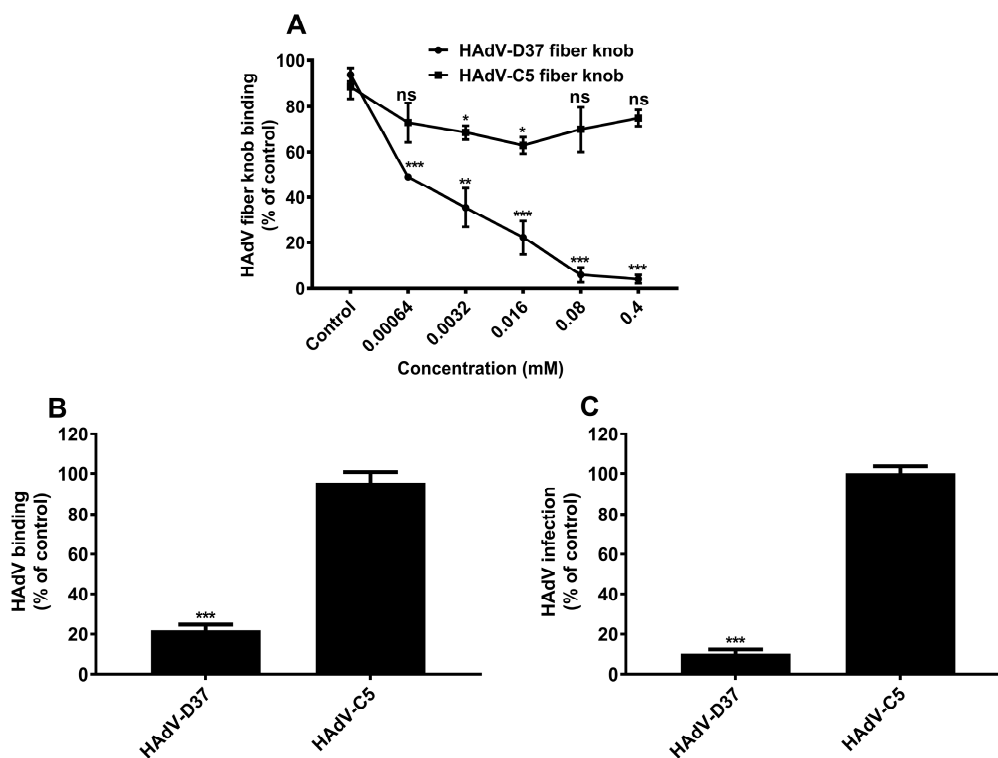 A
HAdV-D37 fiber knob
HAdV-C5 fiber knob
HAdV fiber knob binding
(% of control)
100
80
60
40
20
0
ns
*
*
ns
ns
***
**
***
***
***
Control
0.00064
0.0032
0.016
0.08
0.4
Concentration (mM)
B
HAdV binding
(% of control)
120
100
80
60
40
20
0
***
HAdV-D37
HAdV-C5
C
HAdV infection
(% of control)
120
100
80
60
40
20
0
***
HAdV-D37
HAdV-C5